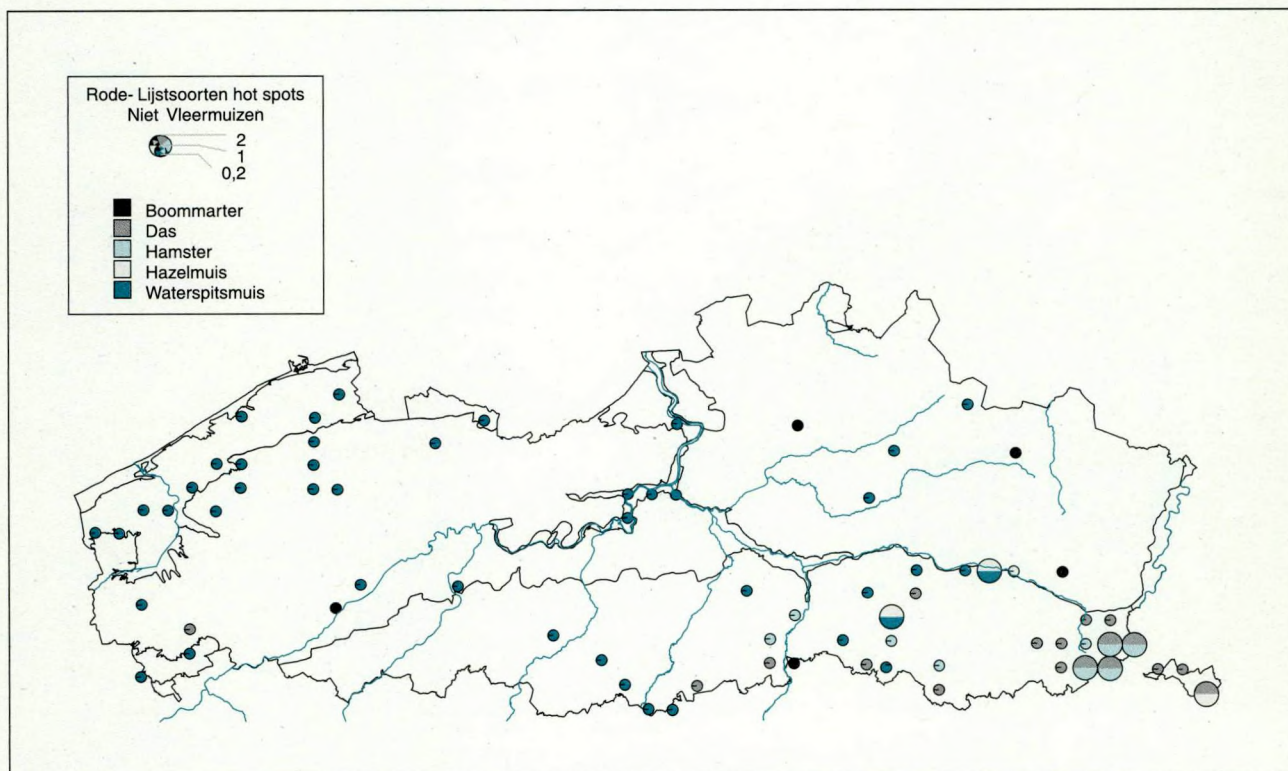 Rode- Lijstsoorten hot spots
Niet Vleermuizen
2
1
0,2
Boommarter
Das
Hamster
Hazelmuis
Waterspitsmuis